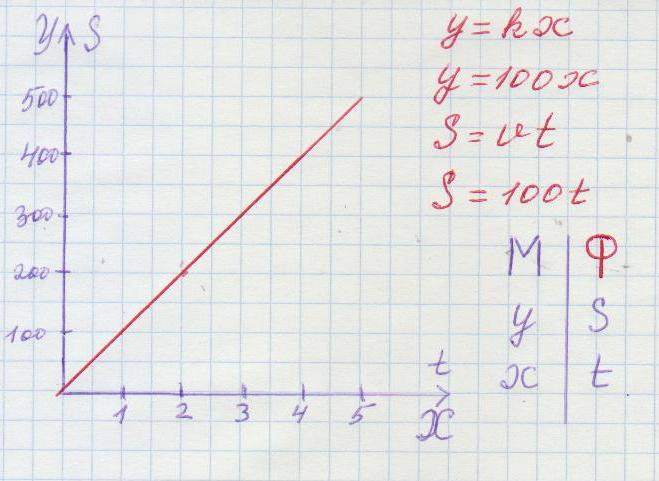 y S
500
400
300
200
100
1 2 3 4 5
t
x
y = kx
y = 100x
S = vt
S = 100t
М Ф
y S
x t